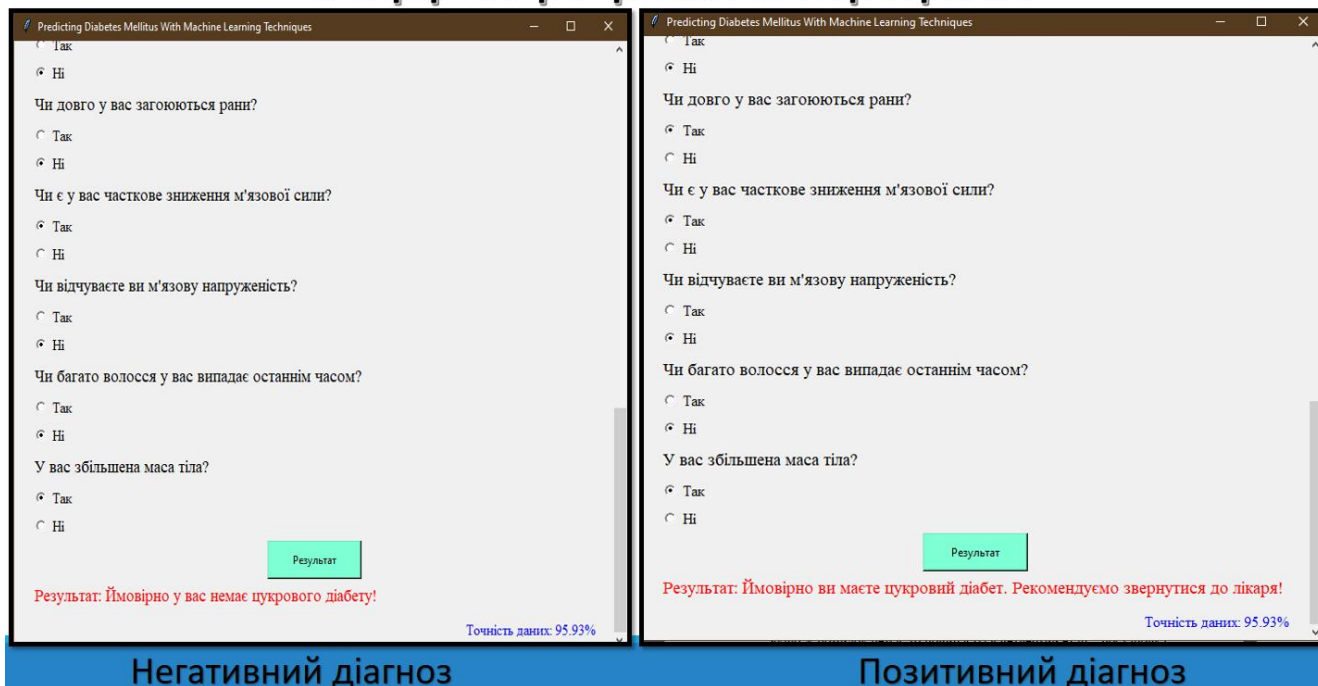 Predicting Diabetes Mellitus With Machine Learning Techniques
Так
Ні
Чи довго у вас загоюються рани?
Так
Ні
Чи є у вас часткове зниження м'язової сили?
Так
Ні
Чи відчуваєте ви м'язову напруженість?
Так
Ні
Чи багато волосся у вас випадає останнім часом?
Так
Ні
У вас збільшена маса тіла?
Так
Ні
Результат
Результат: Ймовірно у вас немає цукрового діабету!
Точність даних: 95.93%
Негативний діагноз
Predicting Diabetes Mellitus With Machine Learning Techniques
Так
Ні
Чи довго у вас загоюються рани?
Так
Ні
Чи є у вас часткове зниження м'язової сили?
Так
Ні
Чи відчуваєте ви м'язову напруженість?
Так
Ні
Чи багато волосся у вас випадає останнім часом?
Так
Ні
У вас збільшена маса тіла?
Так
Ні
Результат
Результат: Ймовірно ви маєте цукровий діабет. Рекомендуємо звернутися до лікаря!
Точність даних: 95.93%
Позитивний діагноз